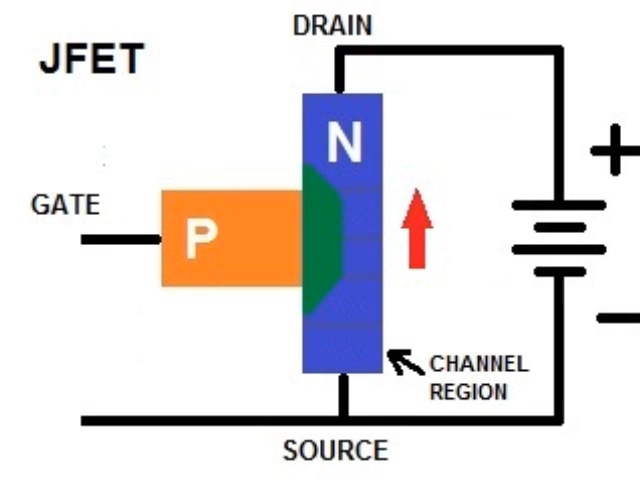 DRAIN
JFET
N
+
GATE
P
CHANNEL
REGION
−
SOURCE